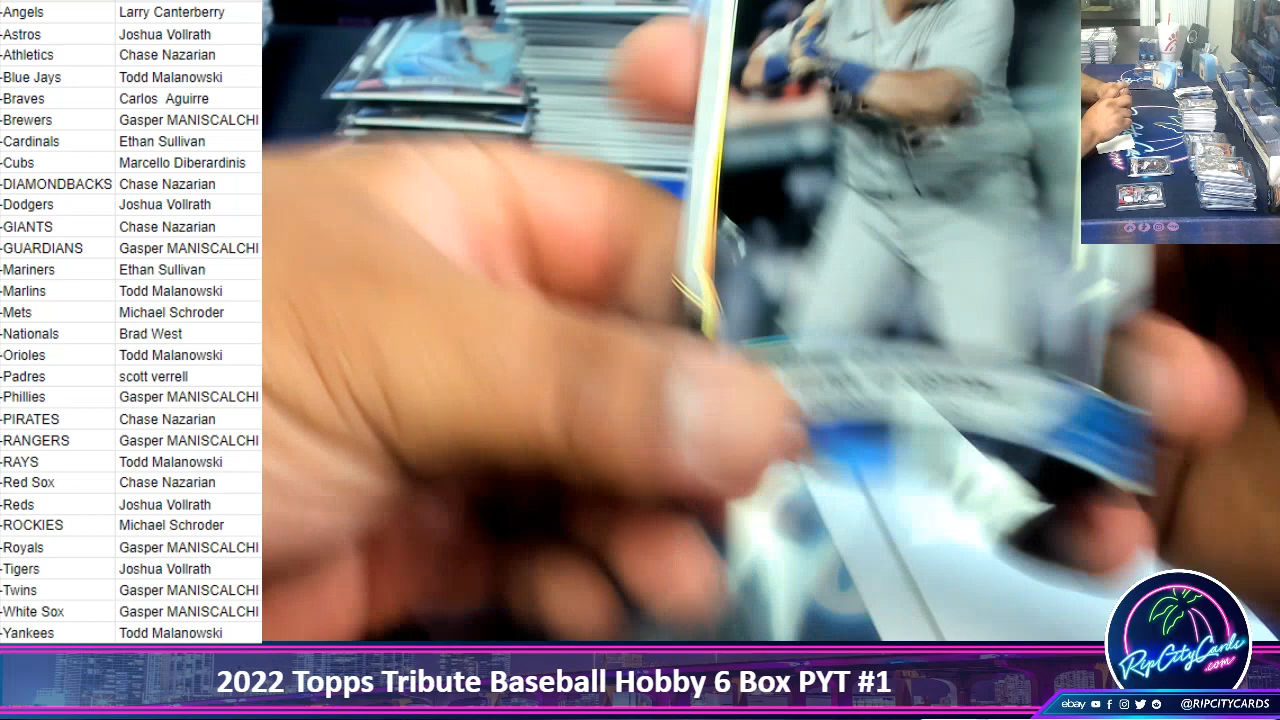 -Angels Larry Canterberry
-Astros Joshua Vollrath
-Athletics Chase Nazarian
-Blue Jays Todd Malanowski
-Braves Carlos Aguirre
-Brewers Gasper MANISCALCHI
-Cardinals Ethan Sullivan
-Cubs Marcello Diberardinis
-DIAMONDBACKS Chase Nazarian
-Dodgers Joshua Vollrath
-GIANTS Chase Nazarian
-GUARDIANS Gasper MANISCALCHI
-Mariners Ethan Sullivan
-Marlins Todd Malanowski
-Mets Michael Schroder
-Nationals Brad West
-Orioles Todd Malanowski
-Padres scott verrell
-Phillies Gasper MANISCALCHI
-PIRATES Chase Nazarian
-RANGERS Gasper MANISCALCHI
-RAYS Todd Malanowski
-Red Sox Chase Nazarian
-Reds Joshua Vollrath
-ROCKIES Michael Schroder
-Royals Gasper MANISCALCHI
-Tigers Joshua Vollrath
-Twins Gasper MANISCALCHI
-White Sox Gasper MANISCALCHI
-Yankees Todd Malanowski
RipCityCards
.com
2022 Topps Tribute Baseball Hobby 6 Box PYT #1
ebay @RIPCITYCARDS